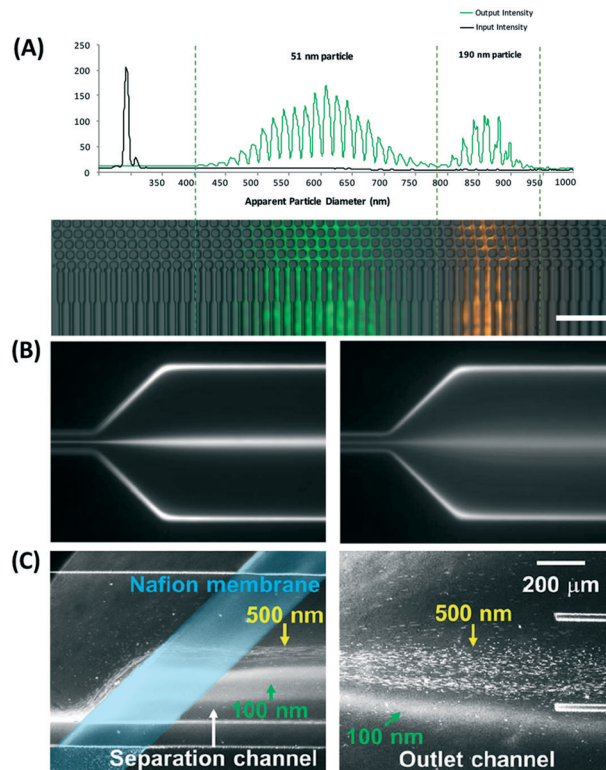 Output Intensity
Input Intensity
(A)
51 nm particle
190 nm particle
250
200
150
100
50
0
350 400 450 500 550 600 650 700 750 800 850 900 950 1000
Apparent Particle Diameter (nm)
(B)
(C)
Nafion membrane
500 nm
100 nm
Separation channel
200 μm
500 nm
100 nm
Outlet channel